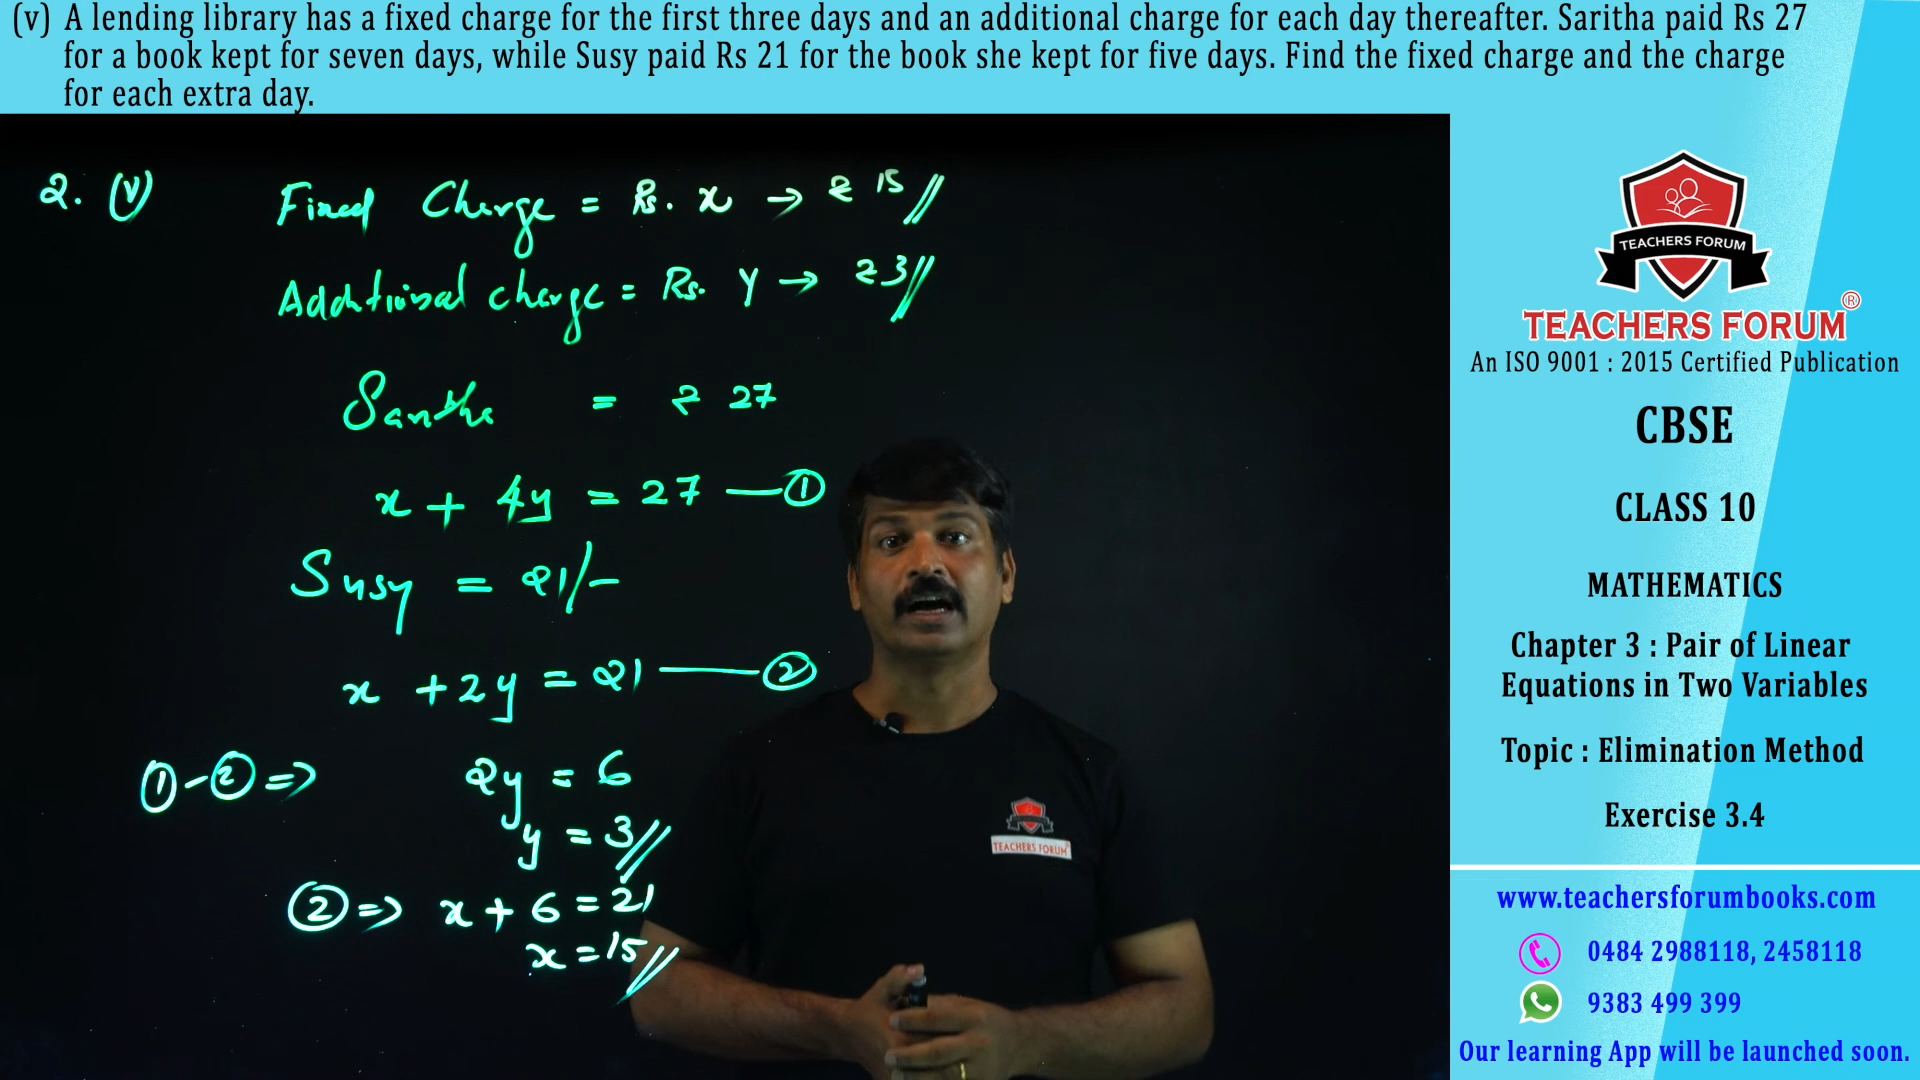 (v) A lending library has a fixed charge for the first three days and an additional charge for each day thereafter. Saritha paid Rs 27
for a book kept for seven days, while Susy paid Rs 21 for the book she kept for five days. Find the fixed charge and the charge
for each extra day.
2. (v)
Fixed Charge = Rs. x → ₹ 15//
Additional charge = Rs. y → ₹ 3//
Saritha = ₹ 27
x + 4y = 27 — ①
Susy = 21/-
x + 2y = 21 — ②
① - ② => 2y = 6
y = 3//
② => x + 6 = 21
x = 15//
TEACHERS FORUM
TEACHERS FORUM
TEACHERS FORUM®
An ISO 9001 : 2015 Certified Publication
CBSE
CLASS 10
MATHEMATICS
Chapter 3 : Pair of Linear
Equations in Two Variables
Topic : Elimination Method
Exercise 3.4
www.teachersforumbooks.com
0484 2988118, 2458118
9383 499 399
Our learning App will be launched soon.